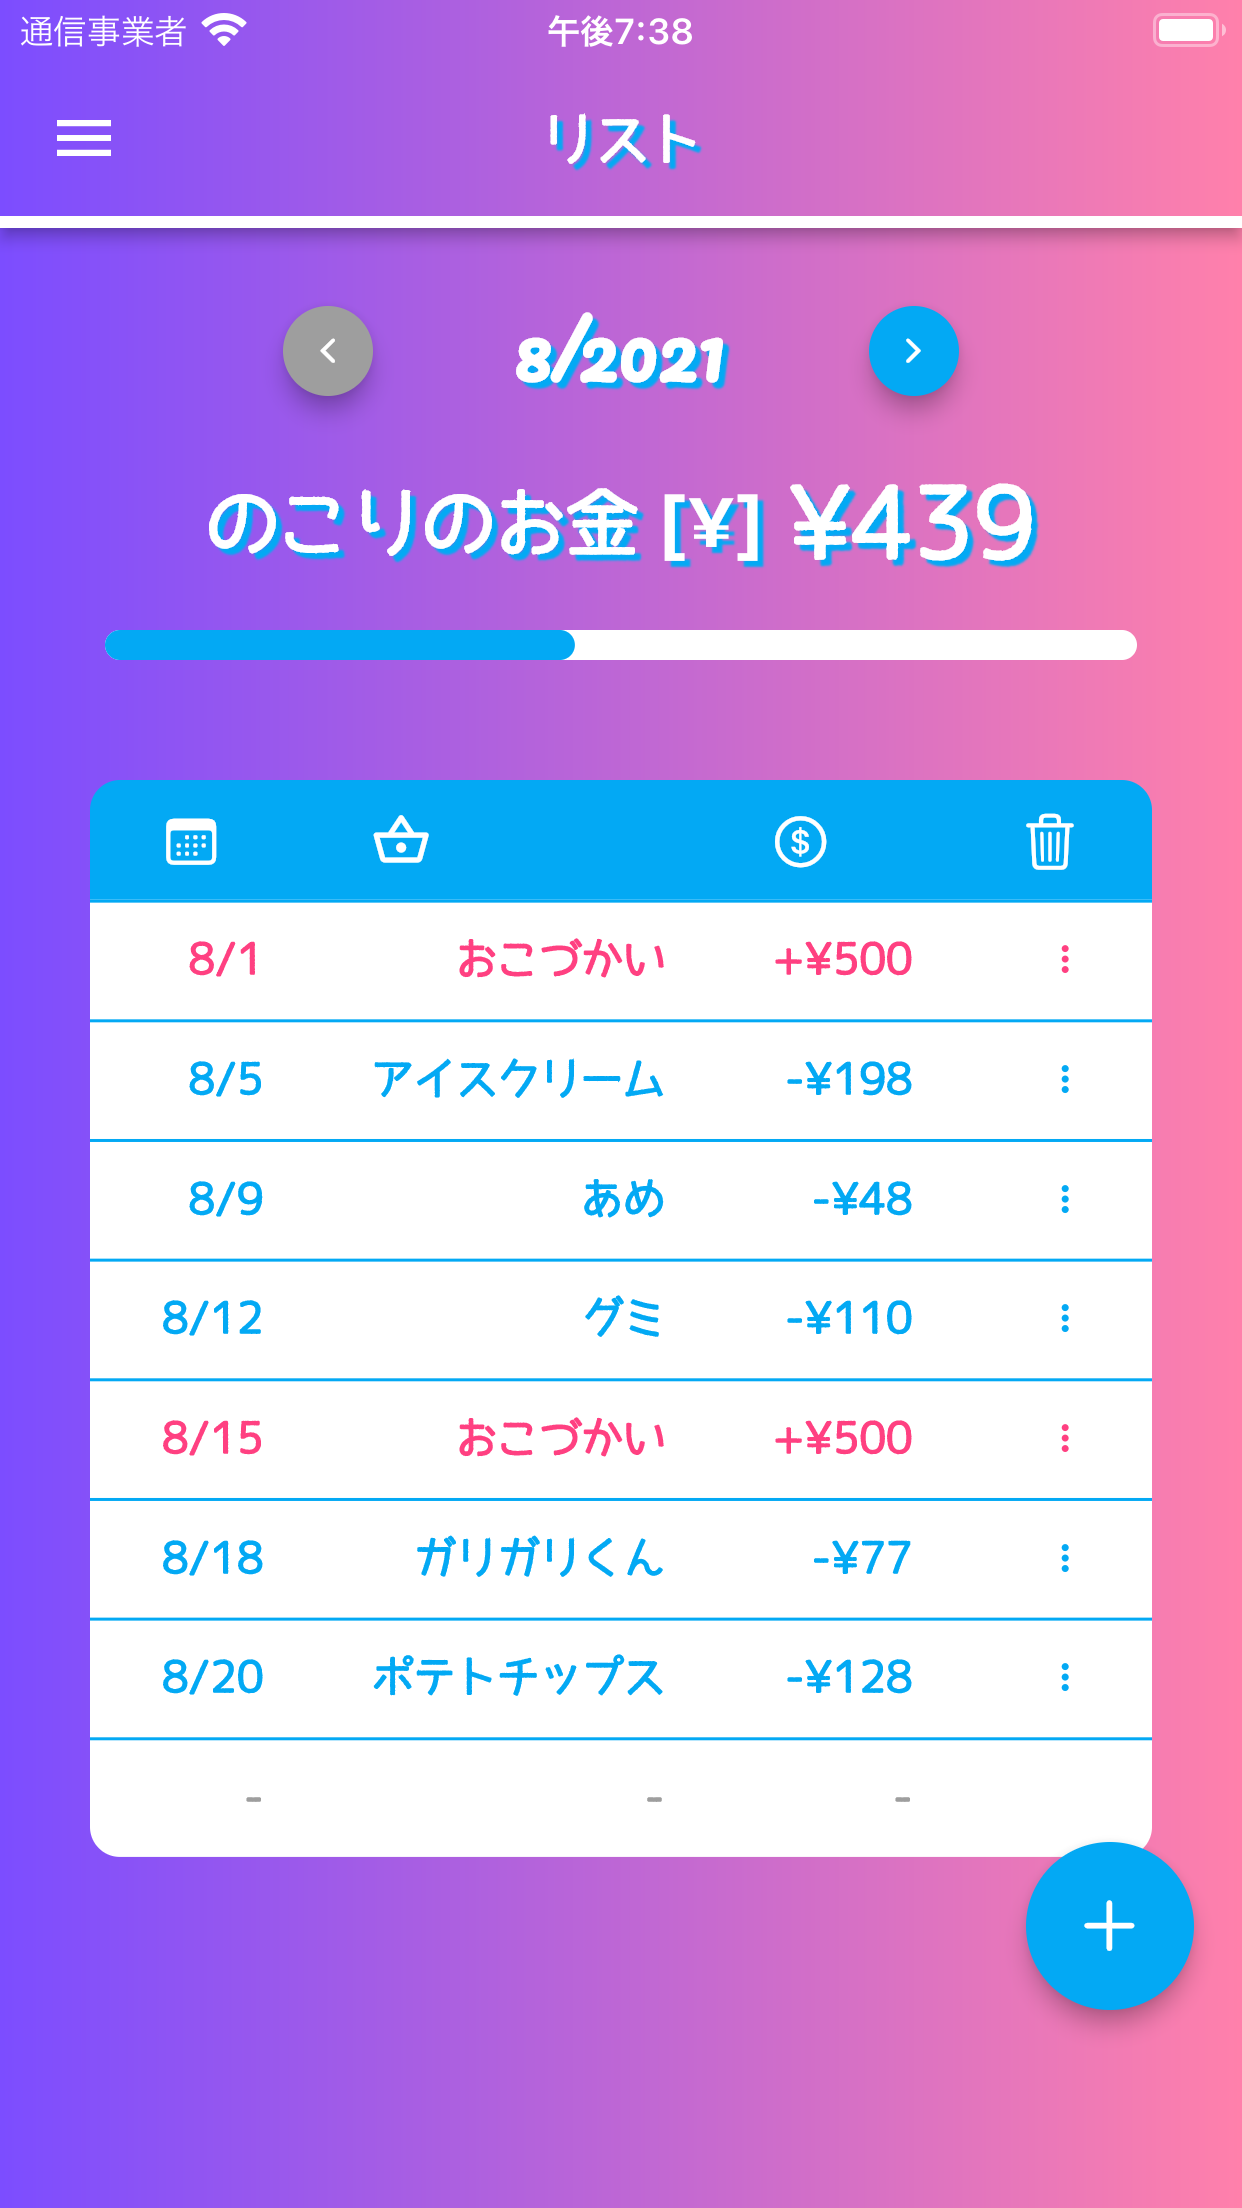 通信事業者 午後7:38
リスト
8/2021
のこりのお金 [¥] ¥439
8/1 おこづかい +¥500
8/5 アイスクリーム -¥198
8/9 あめ -¥48
8/12 グミ -¥110
8/15 おこづかい +¥500
8/18 ガリガリくん -¥77
8/20 ポテトチップス -¥128
- - -